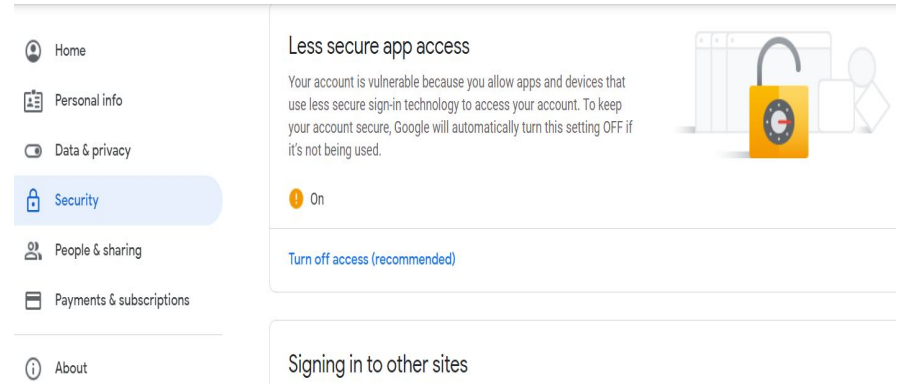 Home
Personal info
Data & privacy
Security
People & sharing
Payments & subscriptions
About
Less secure app access
Your account is vulnerable because you allow apps and devices that
use less secure sign-in technology to access your account. To keep
your account secure, Google will automatically turn this setting OFF if
it's not being used.
On
Turn off access (recommended)
Signing in to other sites